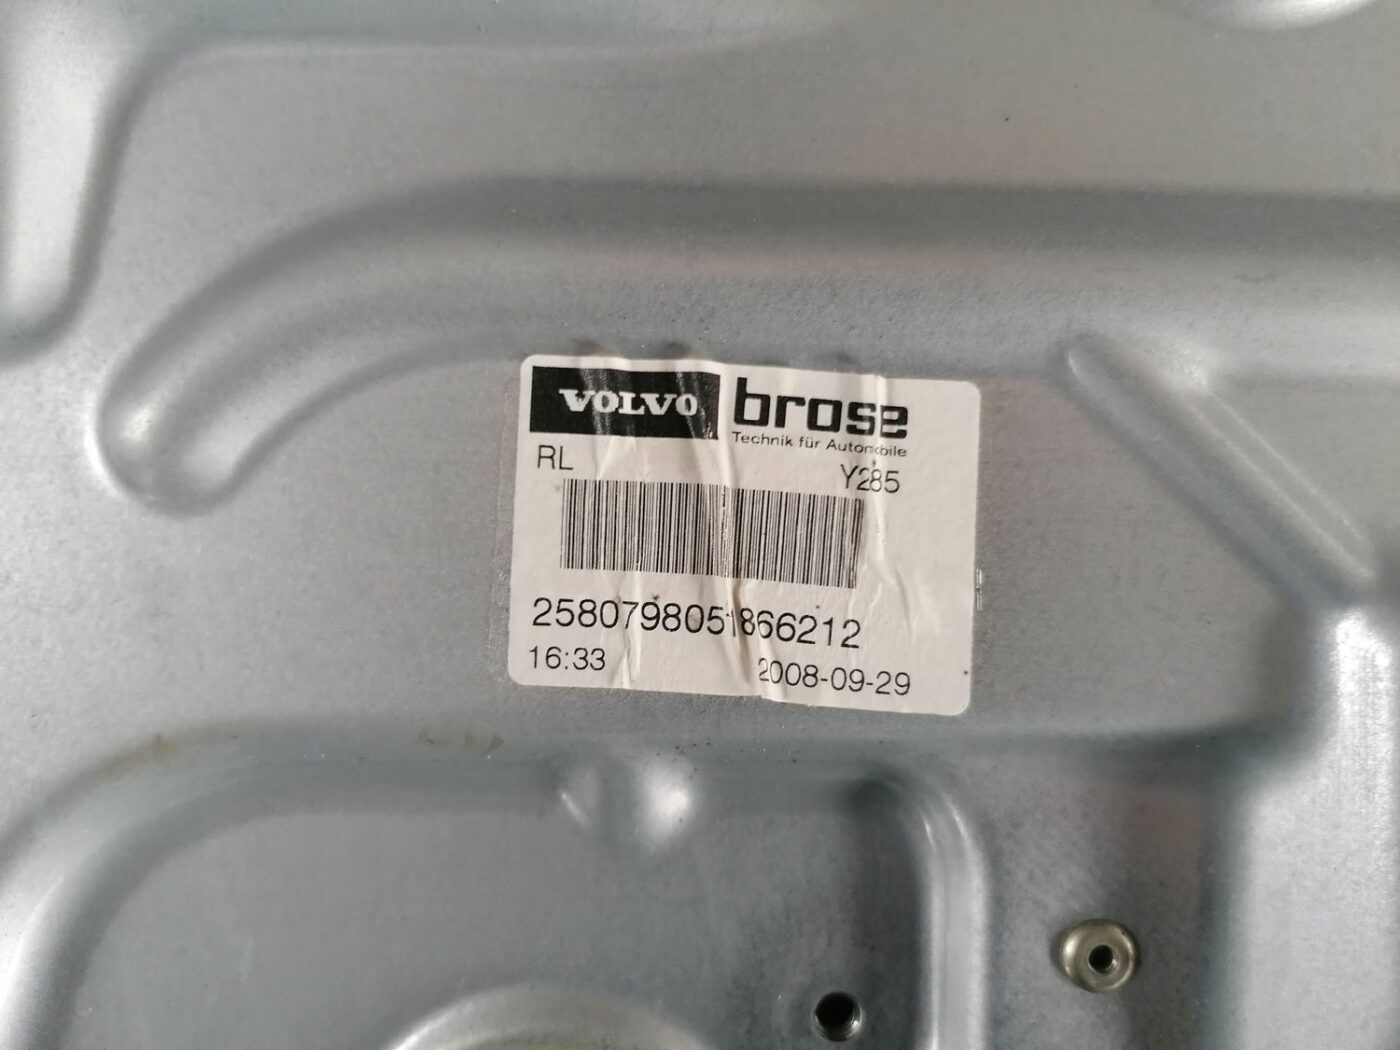 VOLVO brose
Technik für Automobile
RL Y285
2580798051866212
16:33 2008-09-29